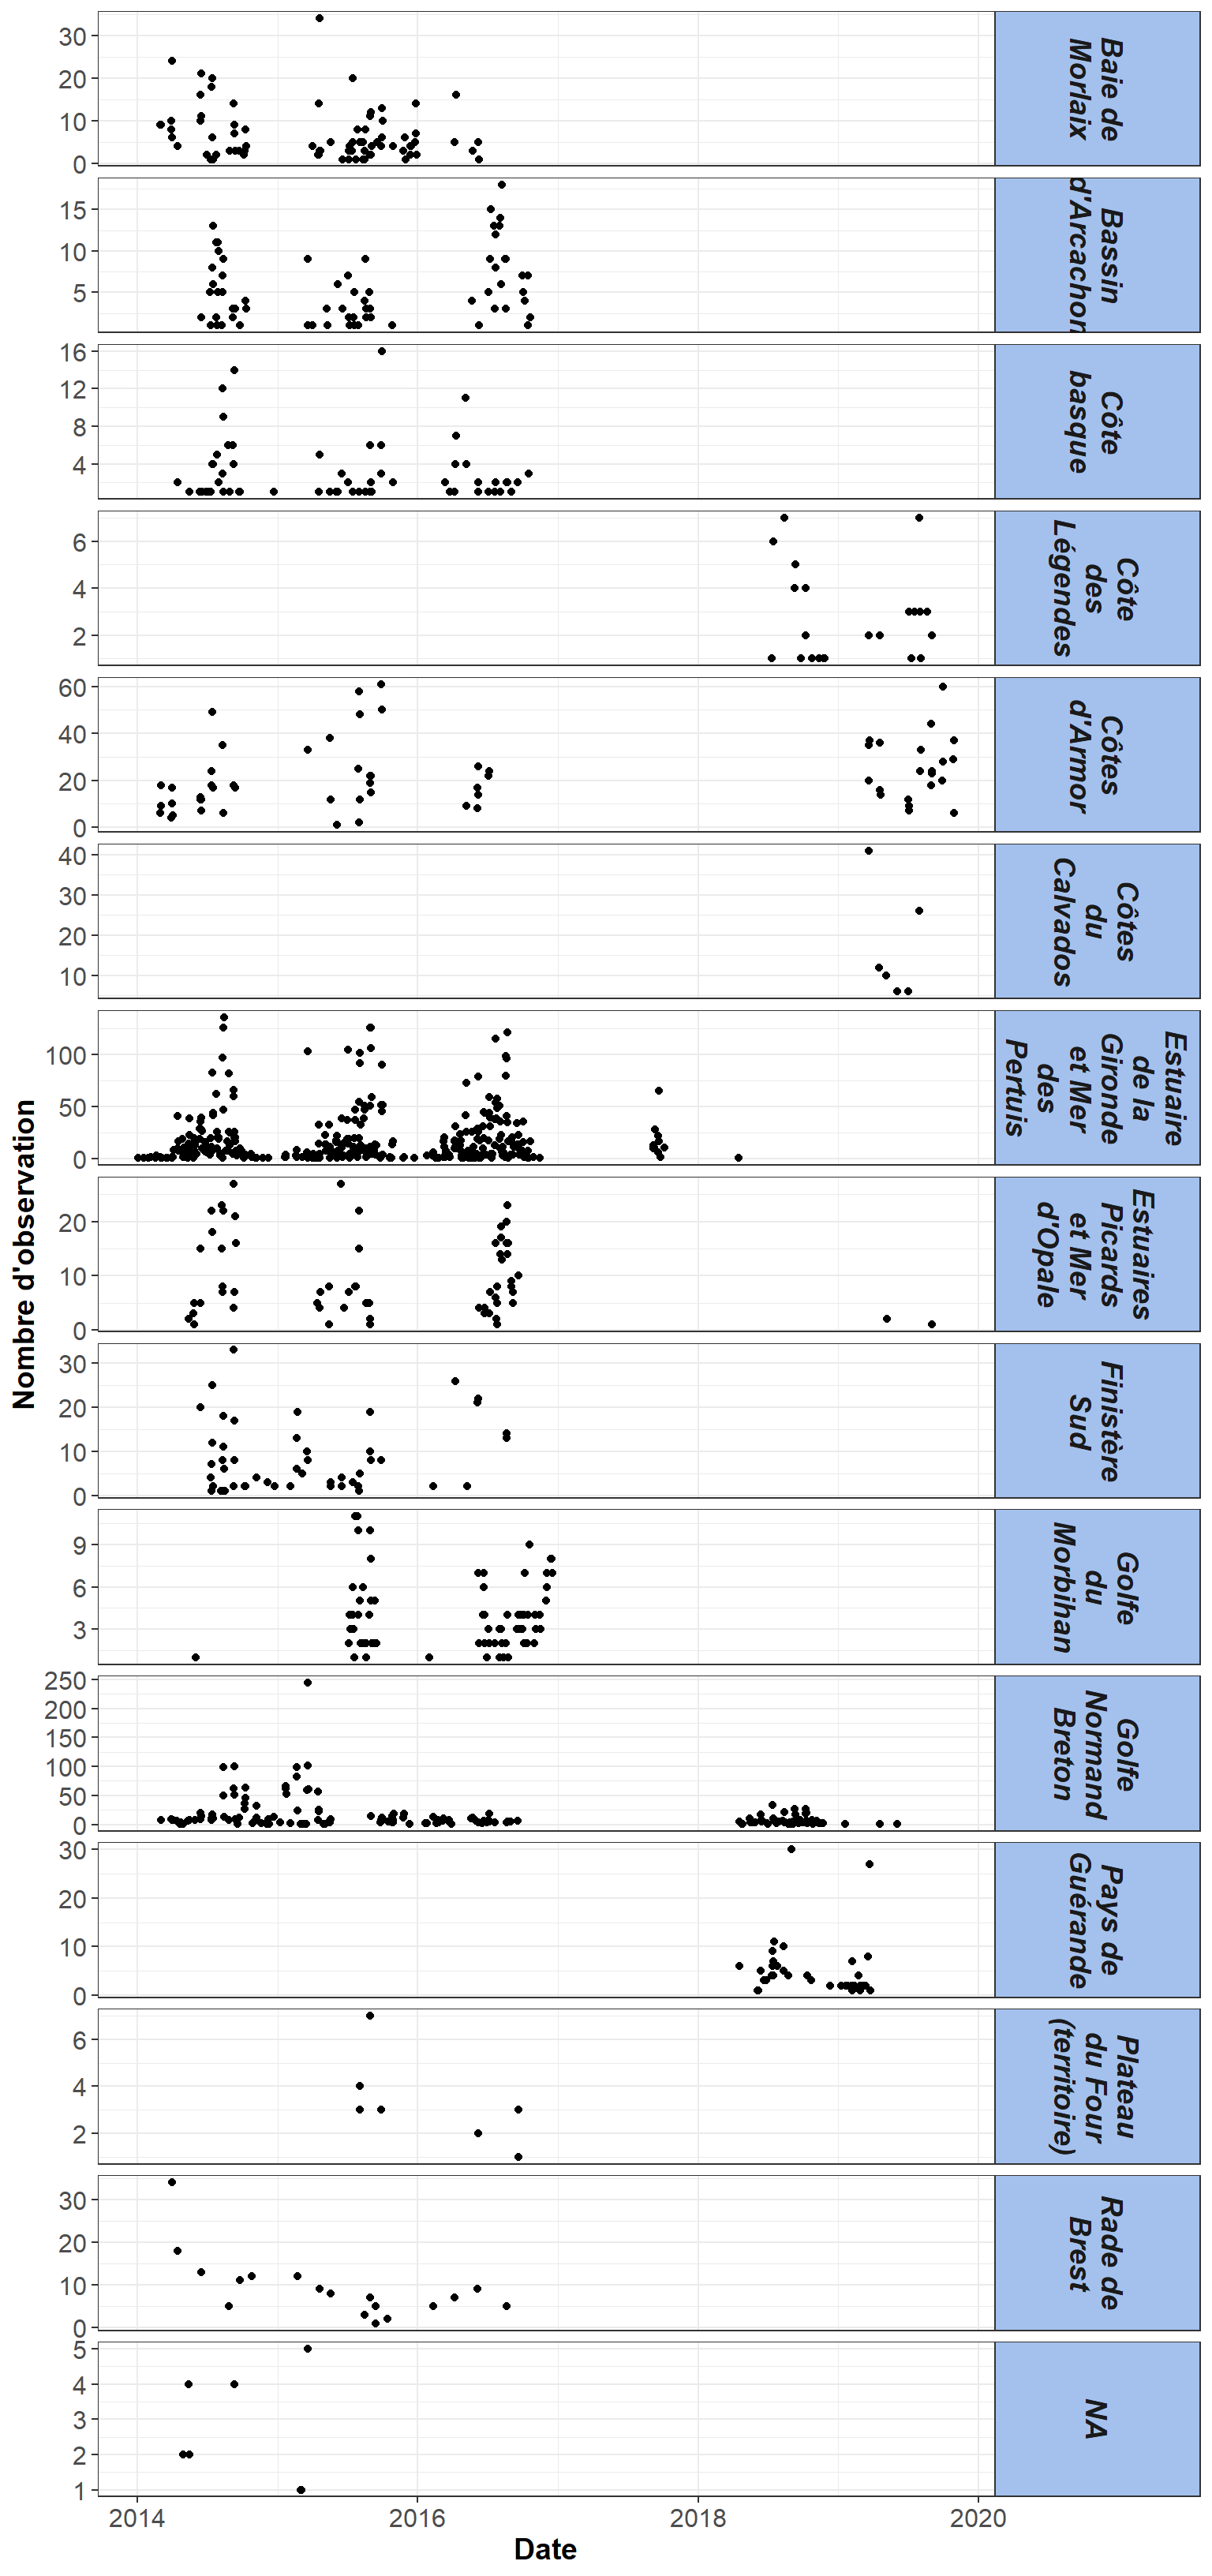 30
20
10
0
Baie de
Morlaix
15
10
5
Bassin
d'Arcachon
16
12
8
4
Côte
basque
6
4
2
Côte
des
Légendes
60
40
20
0
Côtes
d'Armor
40
30
20
10
Côtes
du
Calvados
100
50
0
Estuaire
de la
Gironde
et Mer
des
Pertuis
20
10
0
Estuaires
Picards
et Mer
d'Opale
30
20
10
0
Finistère
Sud
9
6
3
Golfe
du
Morbihan
250
200
150
100
50
0
Golfe
Normand
Breton
30
20
10
0
Pays de
Guérande
6
4
2
Plateau
du Four
(territoire)
30
20
10
0
Rade de
Brest
5
4
3
2
1
NA
2014
2016
2018
2020
Date
Nombre d'observation